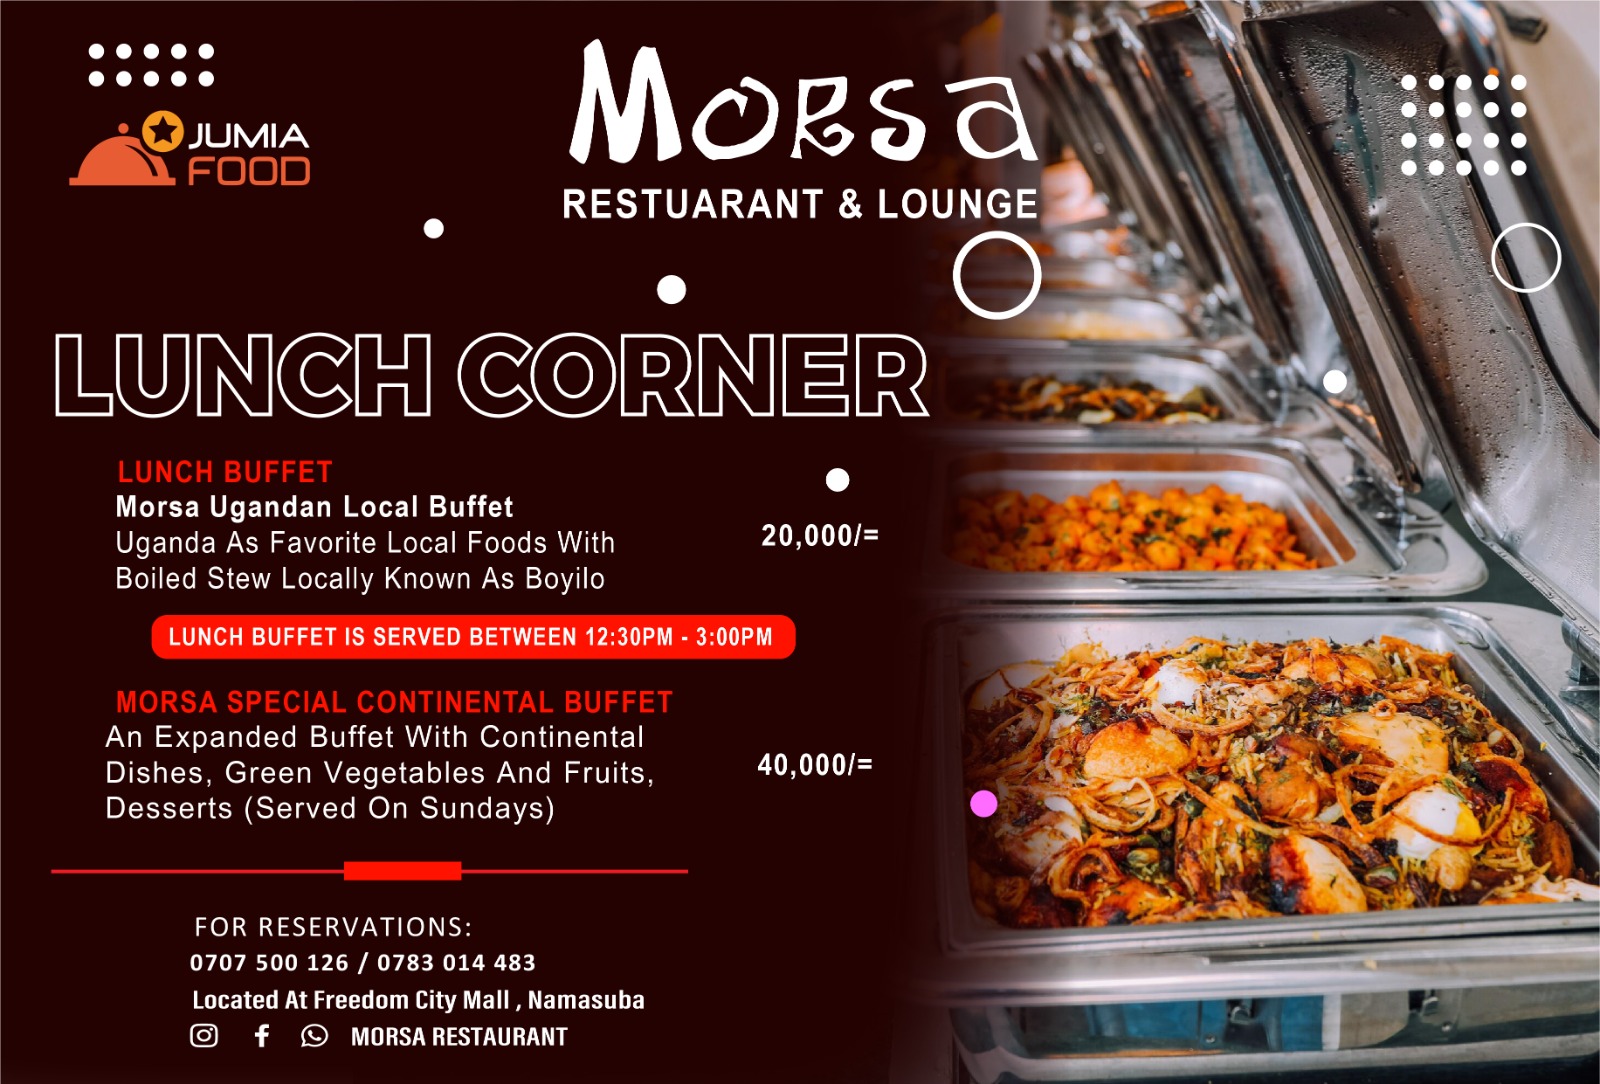 JUMIA
FOOD
MORSA
RESTUARANT & LOUNGE
LUNCH CORNER
LUNCH BUFFET
Morsa Ugandan Local Buffet
Uganda As Favorite Local Foods With
Boiled Stew Locally Known As Boyilo
20,000/=
LUNCH BUFFET IS SERVED BETWEEN 12:30PM - 3:00PM
MORSA SPECIAL CONTINENTAL BUFFET
An Expanded Buffet With Continental
Dishes, Green Vegetables And Fruits,
Desserts (Served On Sundays)
40,000/=
FOR RESERVATIONS:
0707 500 126 / 0783 014 483
Located At Freedom City Mall , Namasuba
MORSA RESTAURANT